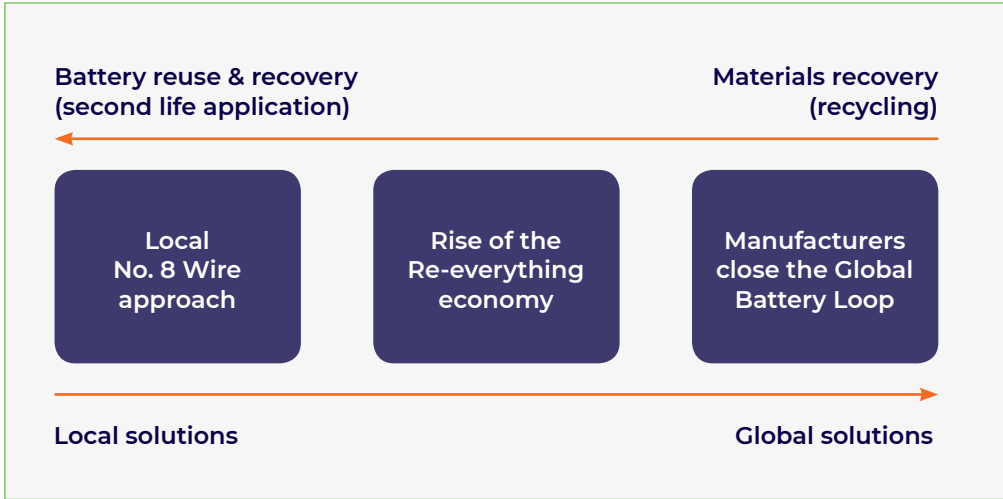 Battery reuse & recovery
(second life application)
Materials recovery
(recycling)
Local
No. 8 Wire
approach
Rise of the
Re-everything
economy
Manufacturers
close the Global
Battery Loop
Local solutions
Global solutions